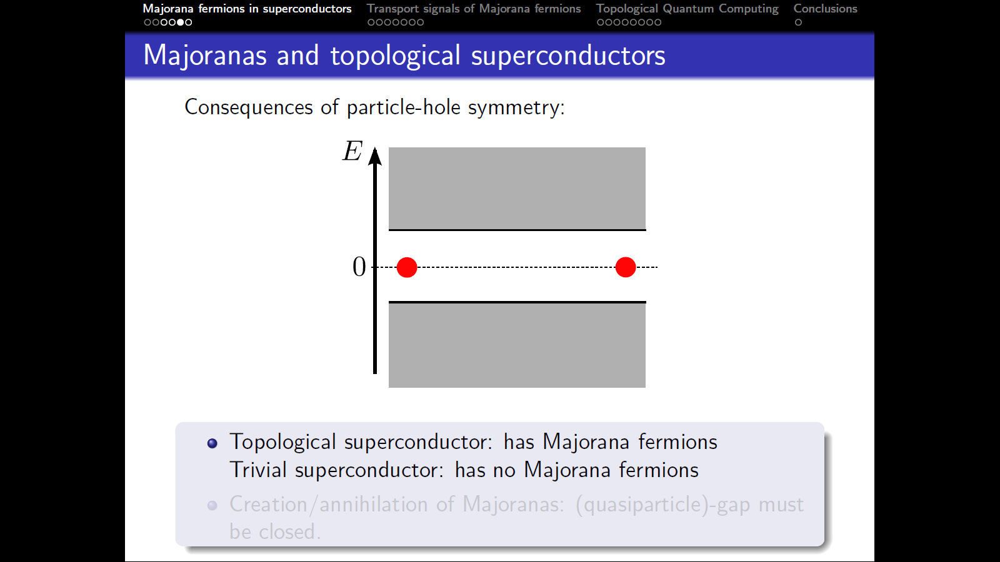 Majorana fermions in superconductors Transport signals of Majorana fermions Topological Quantum Computing Conclusions
Majoranas and topological superconductors
Consequences of particle-hole symmetry:
E
0
Topological superconductor: has Majorana fermions
Trivial superconductor: has no Majorana fermions
Creation/annihilation of Majoranas: (quasiparticle)-gap must
be closed.